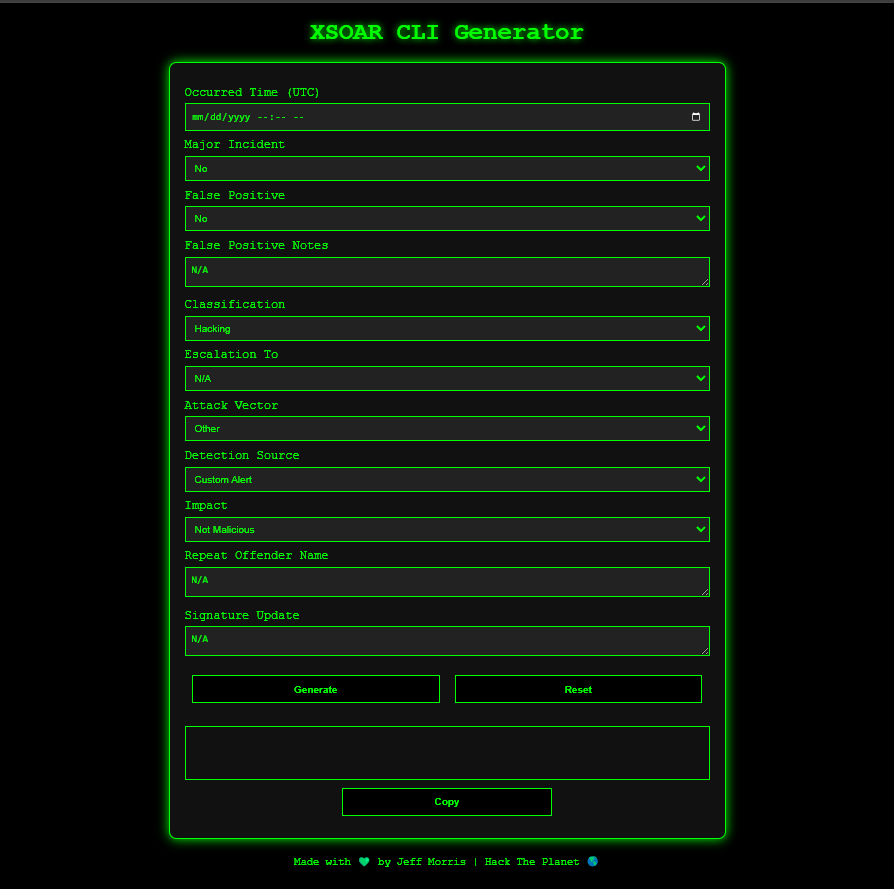 XSOAR CLI Generator
Occurred Time (UTC)
mm/dd/yyyy --:-- --
Major Incident
No
False Positive
No
False Positive Notes
N/A
Classification
Hacking
Escalation To
N/A
Attack Vector
Other
Detection Source
Custom Alert
Impact
Not Malicious
Repeat Offender Name
N/A
Signature Update
N/A
Generate Reset
Copy
Made with 💚 by Jeff Morris | Hack The Planet 🌎